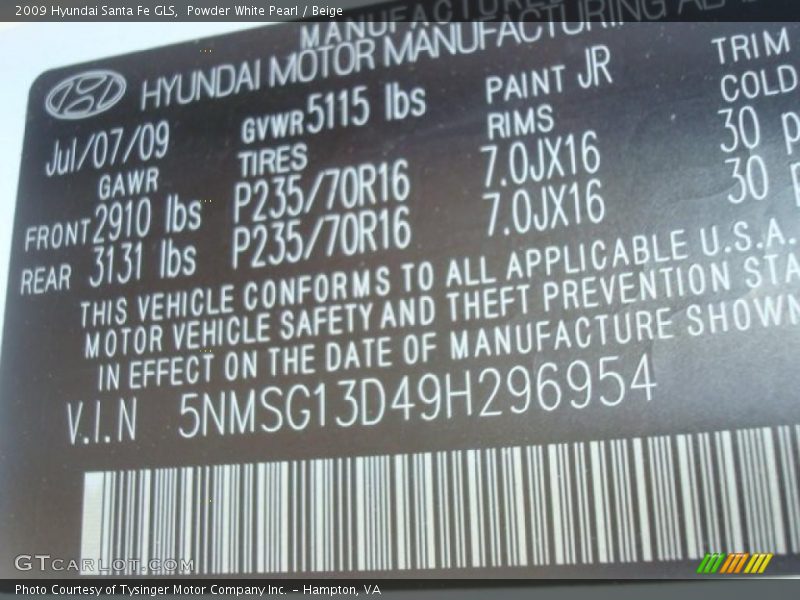 2009 Hyundai Santa Fe GLS, Powder White Pearl / Beige
MANUFACTURE
HYUNDAI MOTOR MANUFACTURING
Jul/07/09 GVWR 5115 lbs PAINT JR TRIM
GAWR TIRES RIMS COLD
FRONT 2910 lbs P235/70R16 7.0JX16 30
REAR 3131 lbs P235/70R16 7.0JX16 30
THIS VEHICLE CONFORMS TO ALL APPLICABLE U.S.A.
MOTOR VEHICLE SAFETY AND THEFT PREVENTION STA
IN EFFECT ON THE DATE OF MANUFACTURE SHOWN
V.I.N 5NMSG13D49H296954
GTCARLOT.COM
Photo Courtesy of Tysinger Motor Company Inc. - Hampton, VA